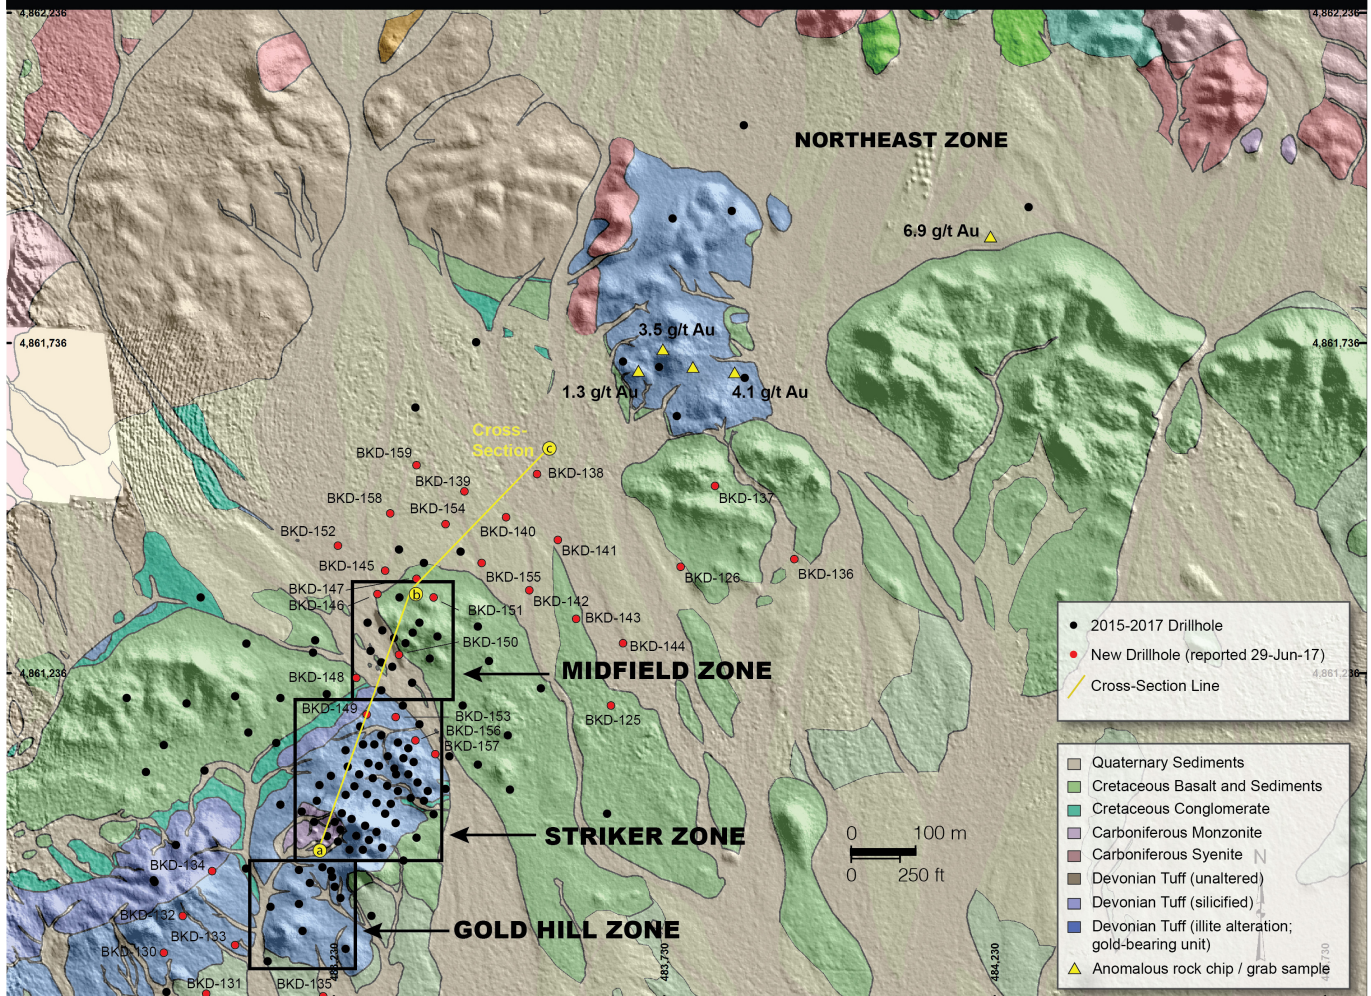 4,862,236
4,862,236
NORTHEAST ZONE
6.9 g/t Au
3.5 g/t Au
4,861,736
4,861,736
1.3 g/t Au
4.1 g/t Au
Cross-
Section
c
BKD-159
BKD-138
BKD-139
BKD-137
BKD-158
BKD-154
BKD-152
BKD-140
BKD-141
BKD-145
BKD-155
BKD-126
BKD-136
BKD-147
b
BKD-146
BKD-151
BKD-142
BKD-143
BKD-150
BKD-144
MIDFIELD ZONE
4,861,236
4,861,236
BKD-148
BKD-149
BKD-153
BKD-125
BKD-156
BKD-157
2015-2017 Drillhole
New Drillhole (reported 29-Jun-17)
Cross-Section Line
Quaternary Sediments
Cretaceous Basalt and Sediments
Cretaceous Conglomerate
Carboniferous Monzonite
Carboniferous Syenite
Devonian Tuff (unaltered)
Devonian Tuff (silicified)
Devonian Tuff (illite alteration;
gold-bearing unit)
Anomalous rock chip / grab sample
STRIKER ZONE
0 100 m
0 250 ft
N
a
BKD-134
BKD-132
GOLD HILL ZONE
BKD-133
BKD-130
BKD-131
BKD-135
483,230
483,730
484,230